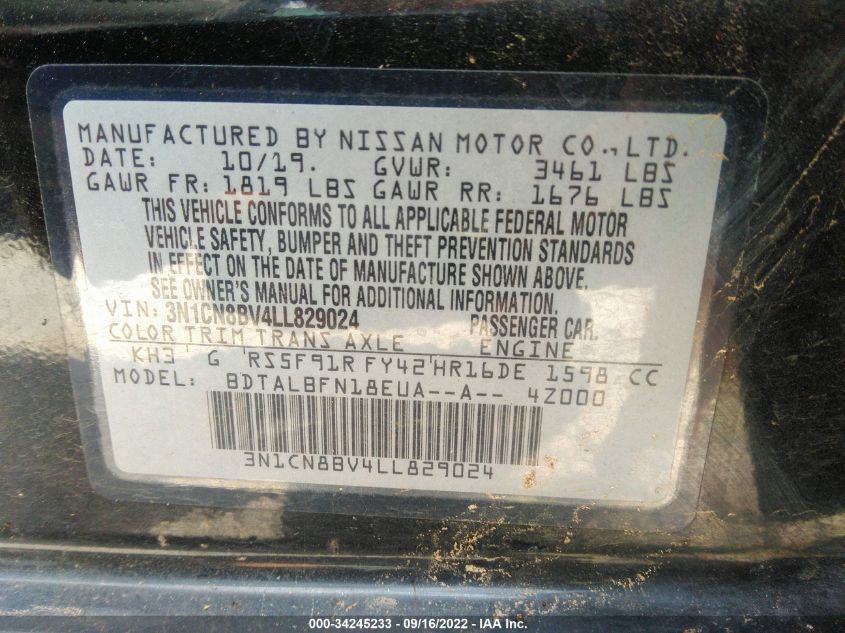 MANUFACTURED BY NISSAN MOTOR CO.,LTD.
DATE: 10/19. GVWR: 3461 LBS
GAWR FR: 1819 LBS GAWR RR: 1676 LBS
THIS VEHICLE CONFORMS TO ALL APPLICABLE FEDERAL MOTOR
VEHICLE SAFETY, BUMPER AND THEFT PREVENTION STANDARDS
IN EFFECT ON THE DATE OF MANUFACTURE SHOWN ABOVE.
SEE OWNER'S MANUAL FOR ADDITIONAL INFORMATION.
VIN: 3N1CN8BV4LL829024 PASSENGER CAR.
COLOR TRIM TRANS AXLE ENGINE
KH3 ' G 'RS5F91R FY42'HR16DE 1598 CC
BDTALBFN18EUA--A-- 4Z000
3N1CN8BV4LL829024
000-34245233 - 09/16/2022 - IAA Inc.